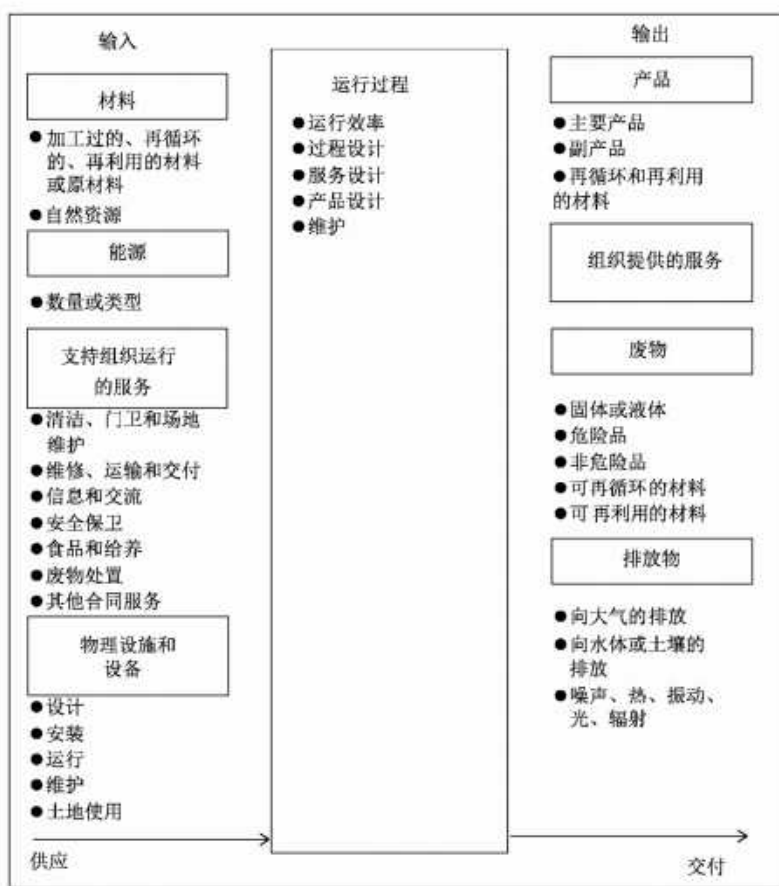 输入
材料
●加工过的、再循环
的、再利用的材料
或原材料
●自然资源
能源
●数量或类型
支持组织运行
的服务
●清洁、门卫和场地
维护
●维修、运输和交付
●信息和交流
●安全保卫
●食品和给养
●废物处置
●其他合同服务
物理设施和
设备
●设计
●安装
●运行
●维护
●土地使用
供应
运行过程
●运行效率
●过程设计
●服务设计
●产品设计
●维护
输出
产品
●主要产品
●副产品
●再循环和再利用
的材料
组织提供的服务
废物
●固体或液体
●危险品
●非危险品
●可再循环的材料
●可再利用的材料
排放物
●向大气的排放
●向水体或土壤的
排放
●噪声、热、振动、
光、辐射
交付